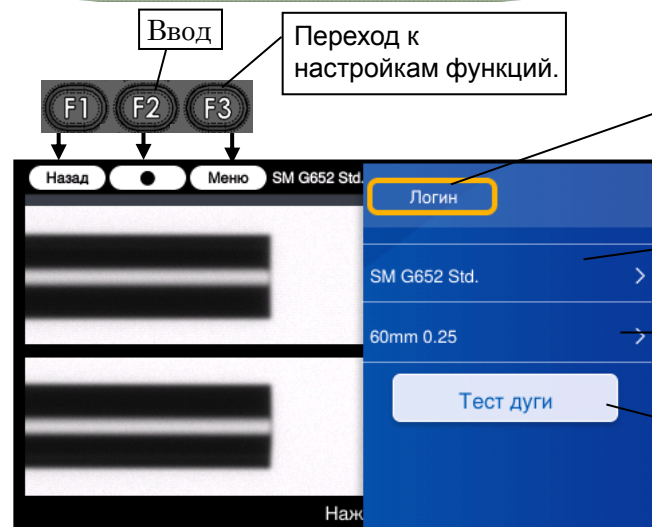 Ввод
Переход к
настройкам функций.
F1 F2 F3
Назад Меню SM G652 Std.
Логин
SM G652 Std.
60mm 0.25
Тест дуги
Наж